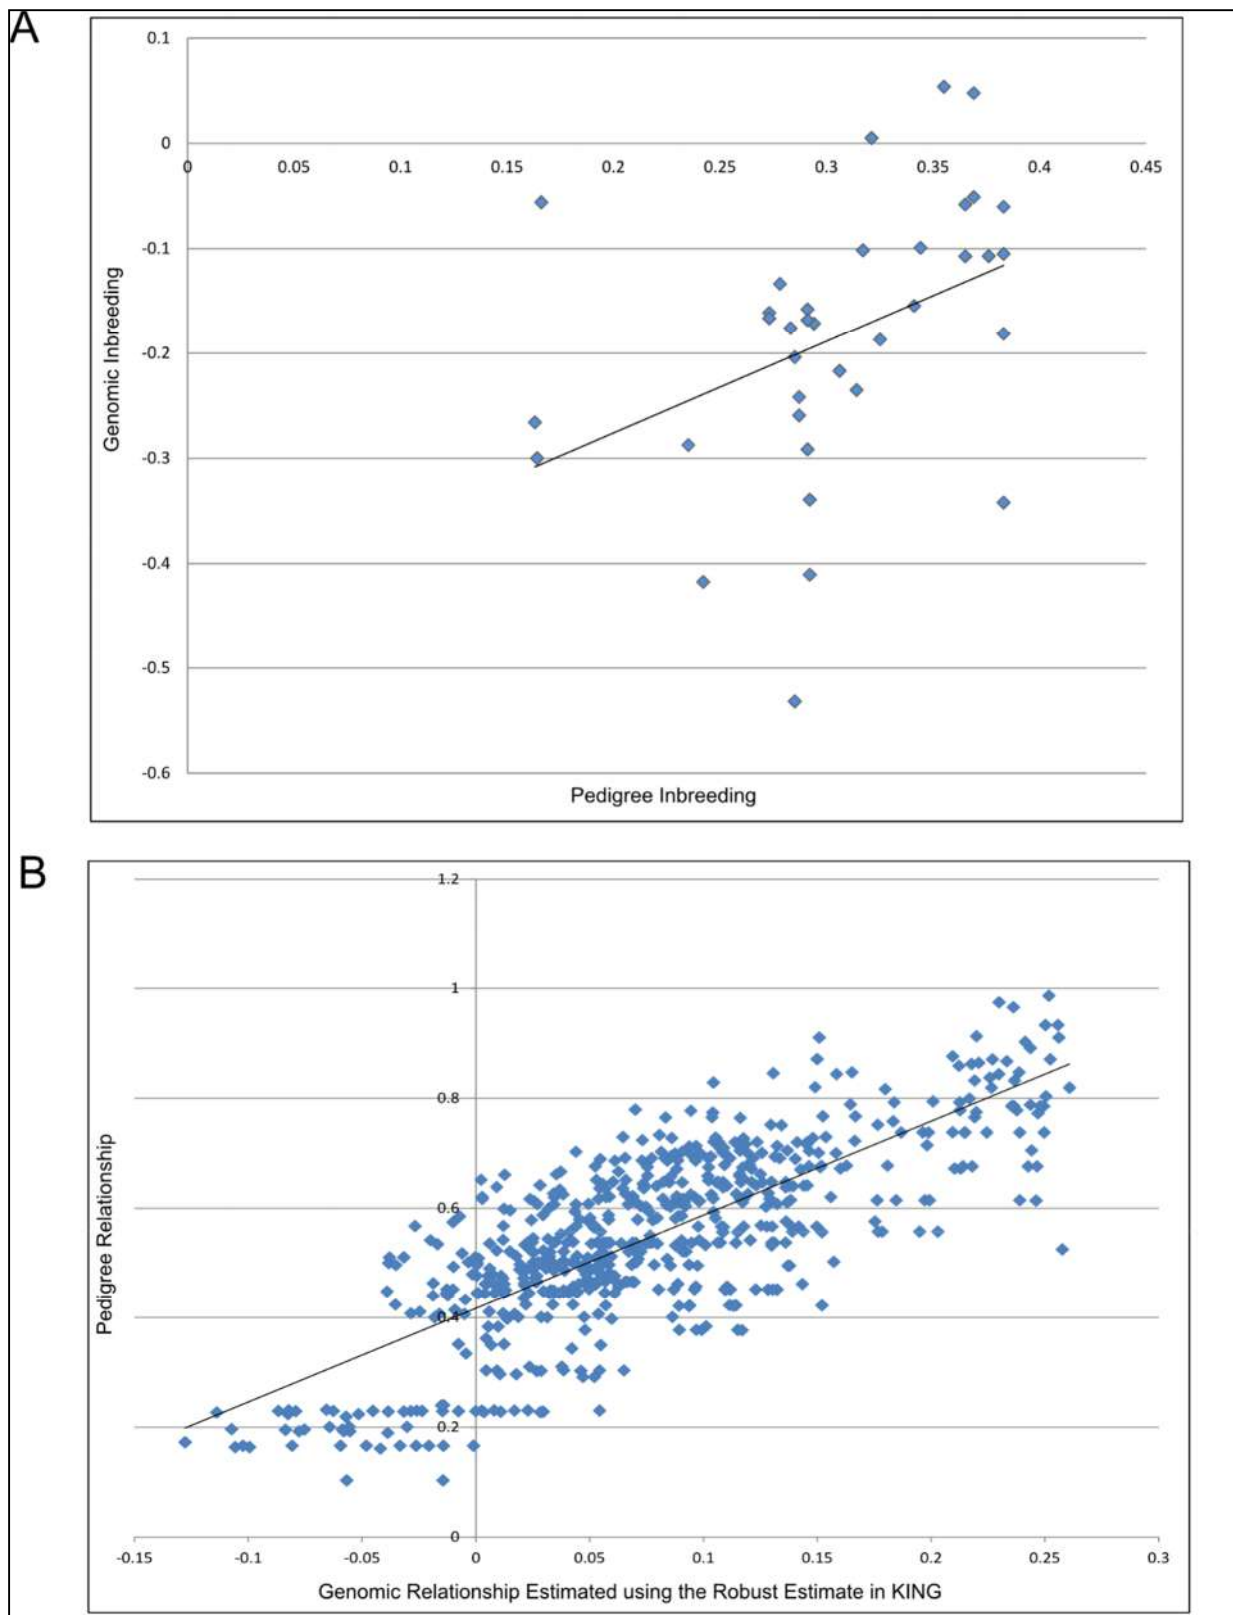 A
0.1
0
0 0.05 0.1 0.15 0.2 0.25 0.3 0.35 0.4 0.45
-0.1
Genomic Inbreeding
-0.2
-0.3
-0.4
-0.5
-0.6
Pedigree Inbreeding
B
1.2
1
0.8
Pedigree Relationship
0.6
0.4
0.2
0
-0.15 -0.1 -0.05 0 0.05 0.1 0.15 0.2 0.25 0.3
Genomic Relationship Estimated using the Robust Estimate in KING